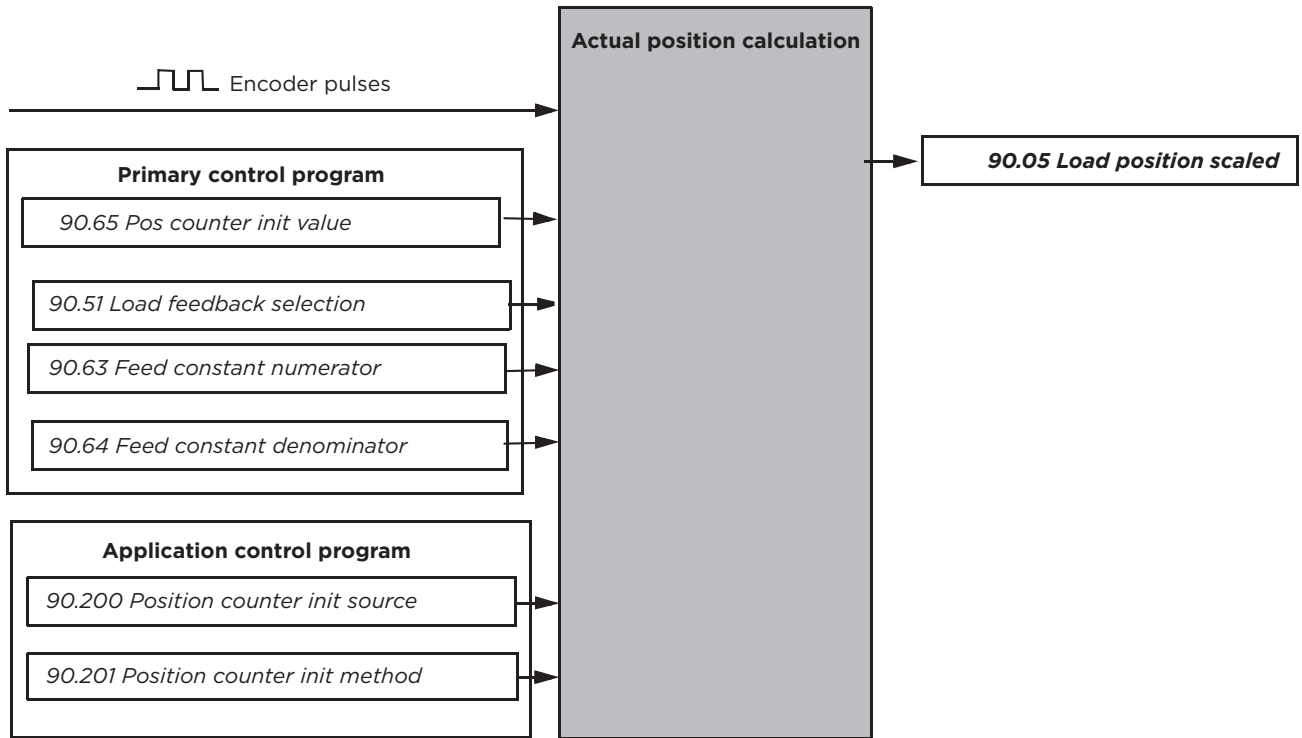 Actual position calculation
Encoder pulses
90.05 Load position scaled
Primary control program
90.65 Pos counter init value
90.51 Load feedback selection
90.63 Feed constant numerator
90.64 Feed constant denominator
Application control program
90.200 Position counter init source
90.201 Position counter init method